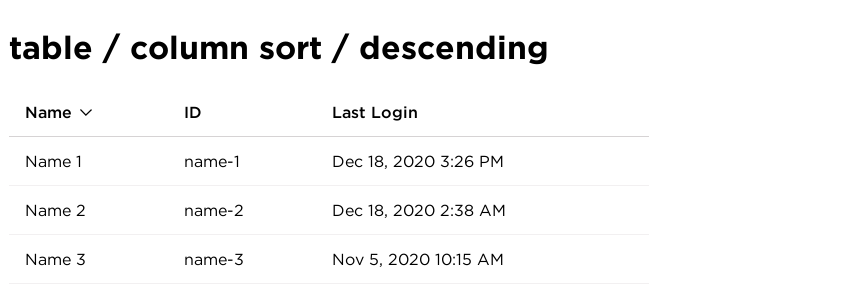 table / column sort / descending
Name ID Last Login
Name 1 name-1 Dec 18, 2020 3:26 PM
Name 2 name-2 Dec 18, 2020 2:38 AM
Name 3 name-3 Nov 5, 2020 10:15 AM